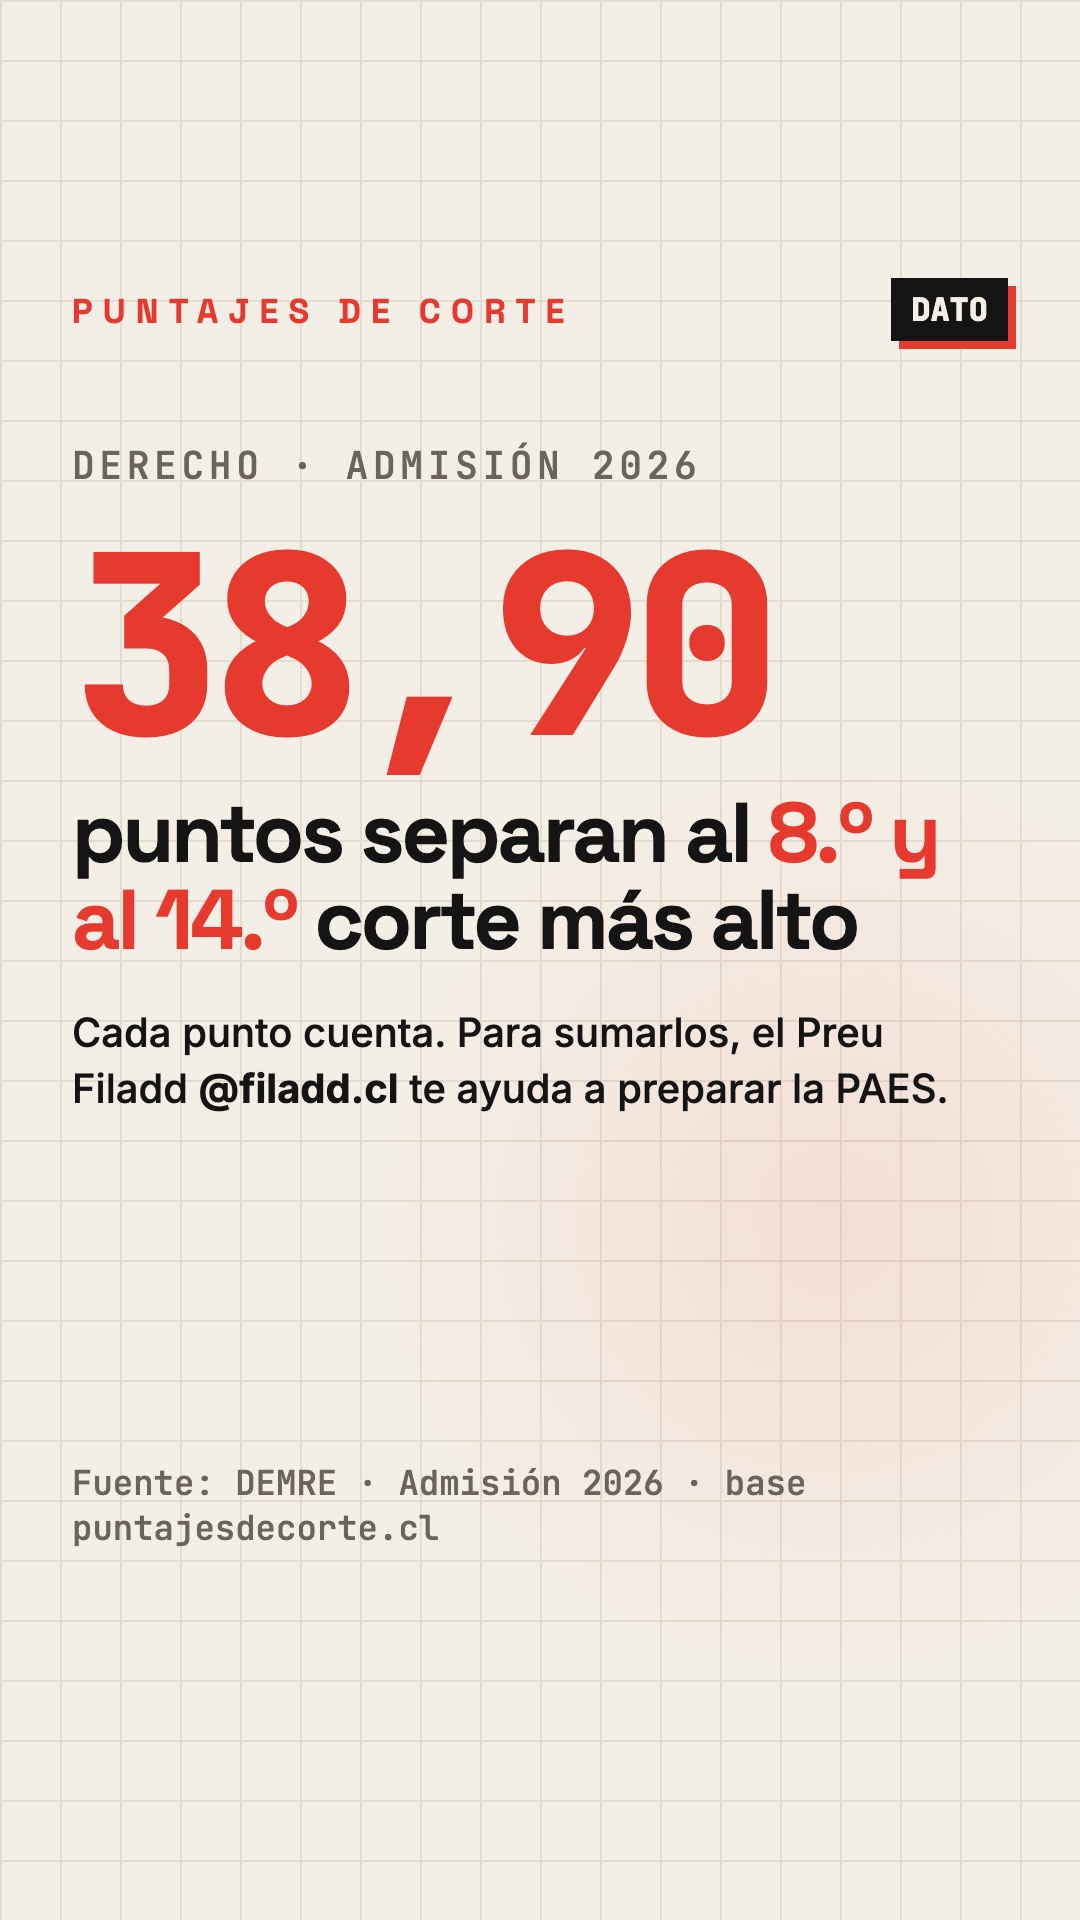 PUNTAJES DE CORTE
DATO
DERECHO · ADMISIÓN 2026
38,90
puntos separan al 8.º y
al 14.º corte más alto
Cada punto cuenta. Para sumarlos, el Preu
Filadd @filadd.cl te ayuda a preparar la PAES.
Fuente: DEMRE · Admisión 2026 · base
puntajesdecorte.cl